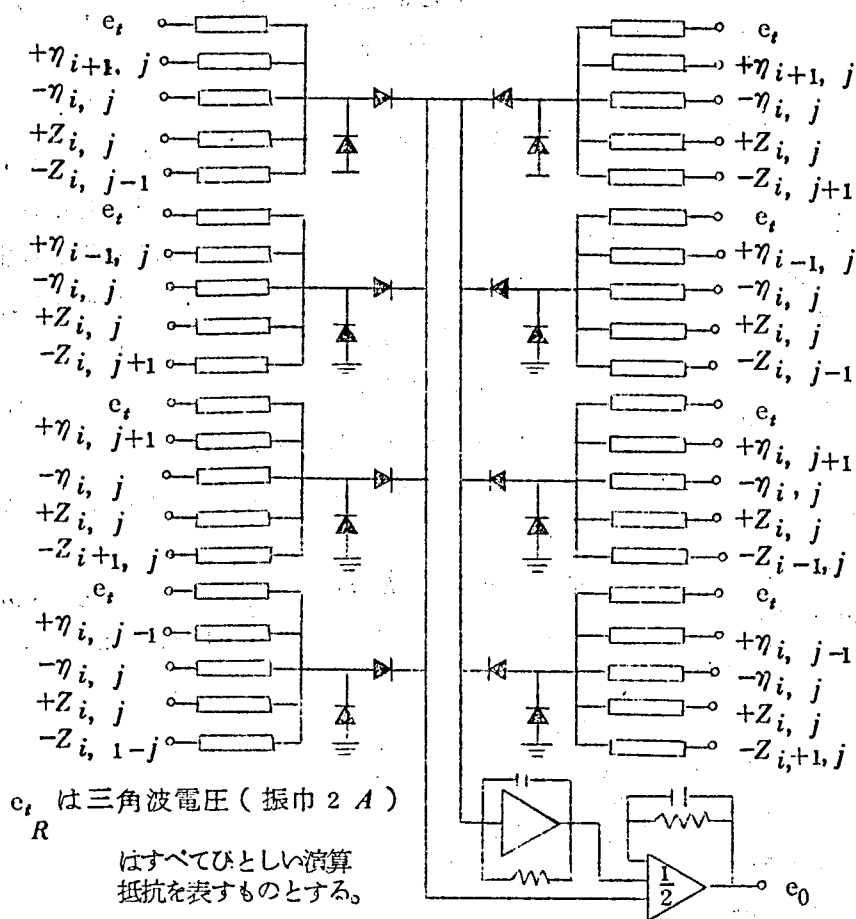 e_t
+η_{i+1, j}
-η_{i, j}
+Z_{i, j}
-Z_{i, j-1}
e_t
+η_{i-1, j}
-η_{i, j}
+Z_{i, j}
-Z_{i, j+1}
e_t
+η_{i, j+1}
-η_{i, j}
+Z_{i, j}
-Z_{i+1, j}
e_t
+η_{i, j-1}
-η_{i, j}
+Z_{i, j}
-Z_{i, 1-j}
e_t
+η_{i+1, j}
-η_{i, j}
+Z_{i, j}
-Z_{i, j+1}
e_t
+η_{i-1, j}
-η_{i, j}
+Z_{i, j}
-Z_{i, j-1}
e_t
+η_{i, j+1}
-η_{i, j}
+Z_{i, j}
-Z_{i-1, j}
e_t
+η_{i, j-1}
-η_{i, j}
+Z_{i, j}
-Z_{i,+1, j}
e_t は三角波電圧(振巾 2 A)
R
はすべてひとしい演算
抵抗を表すものとする。
1/2
e_0